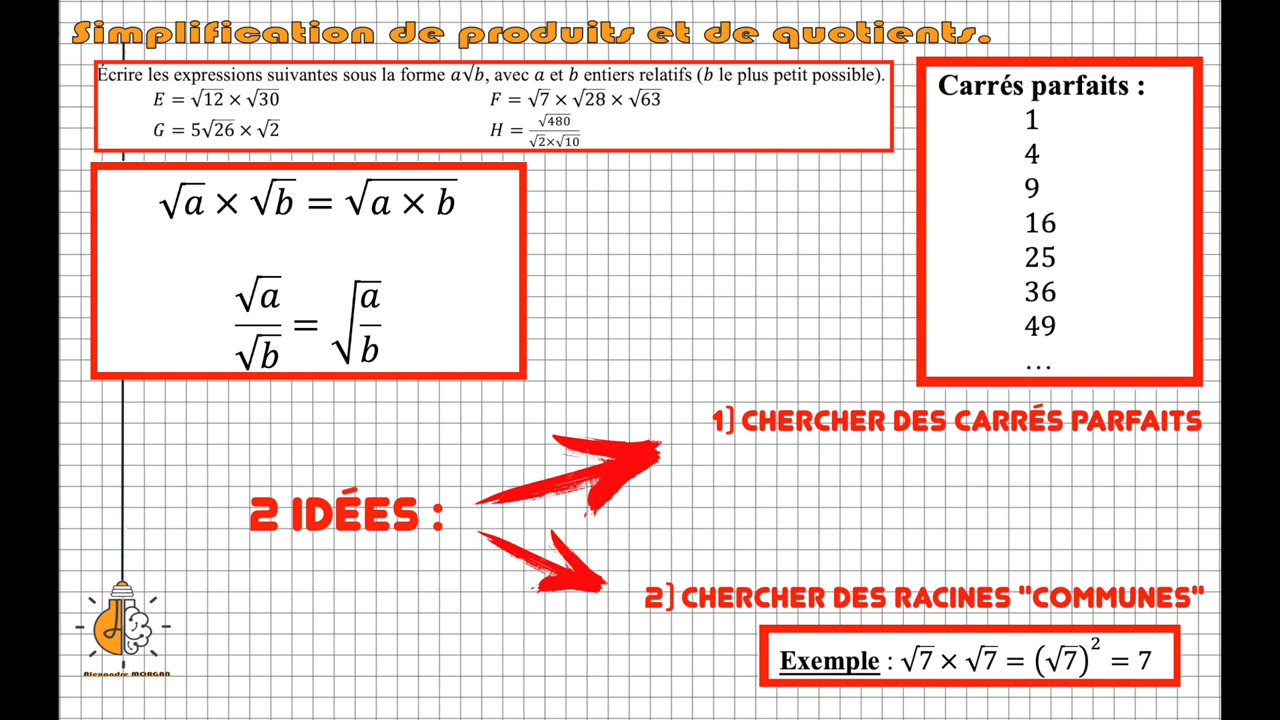 Simplification de produits et de quotients.
Écrire les expressions suivantes sous la forme a√b, avec a et b entiers relatifs (b le plus petit possible).
E = √12 × √30
F = √7 × √28 × √63
G = 5√26 × √2
H = √480 / √2×√10
√a × √b = √a × b
√a / √b = √a/b
Carrés parfaits :
1
4
9
16
25
36
49
…
1) CHERCHER DES CARRÉS PARFAITS
2 IDÉES :
2) CHERCHER DES RACINES "COMMUNES"
Exemple : √7 × √7 = (√7)² = 7
Alexandre MORGAN